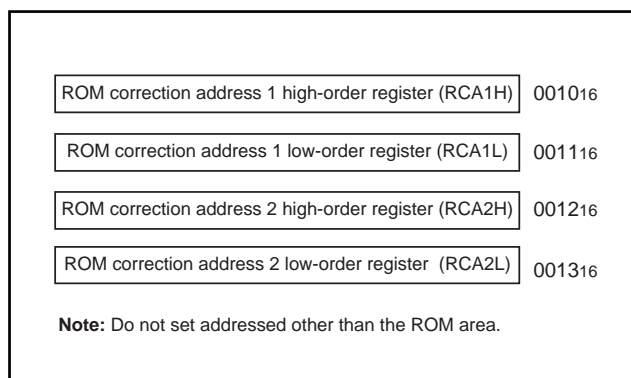 ROM correction address 1 high-order register (RCA1H) 001016
ROM correction address 1 low-order register (RCA1L) 001116
ROM correction address 2 high-order register (RCA2H) 001216
ROM correction address 2 low-order register (RCA2L) 001316
Note: Do not set addressed other than the ROM area.